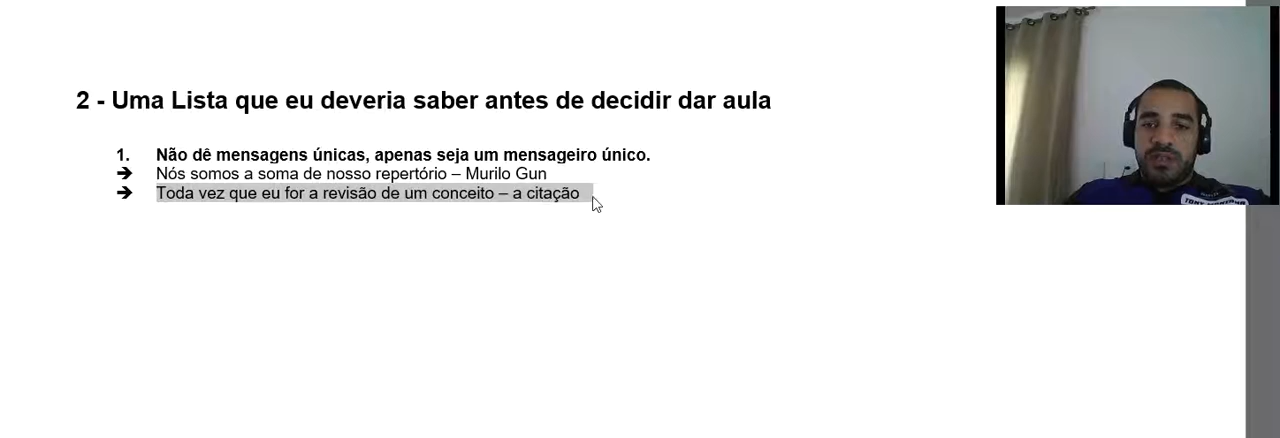 2 - Uma Lista que eu deveria saber antes de decidir dar aula
1. Não dê mensagens únicas, apenas seja um mensageiro único.
➔ Nós somos a soma de nosso repertório – Murilo Gun
➔ Toda vez que eu for a revisão de um conceito – a citação